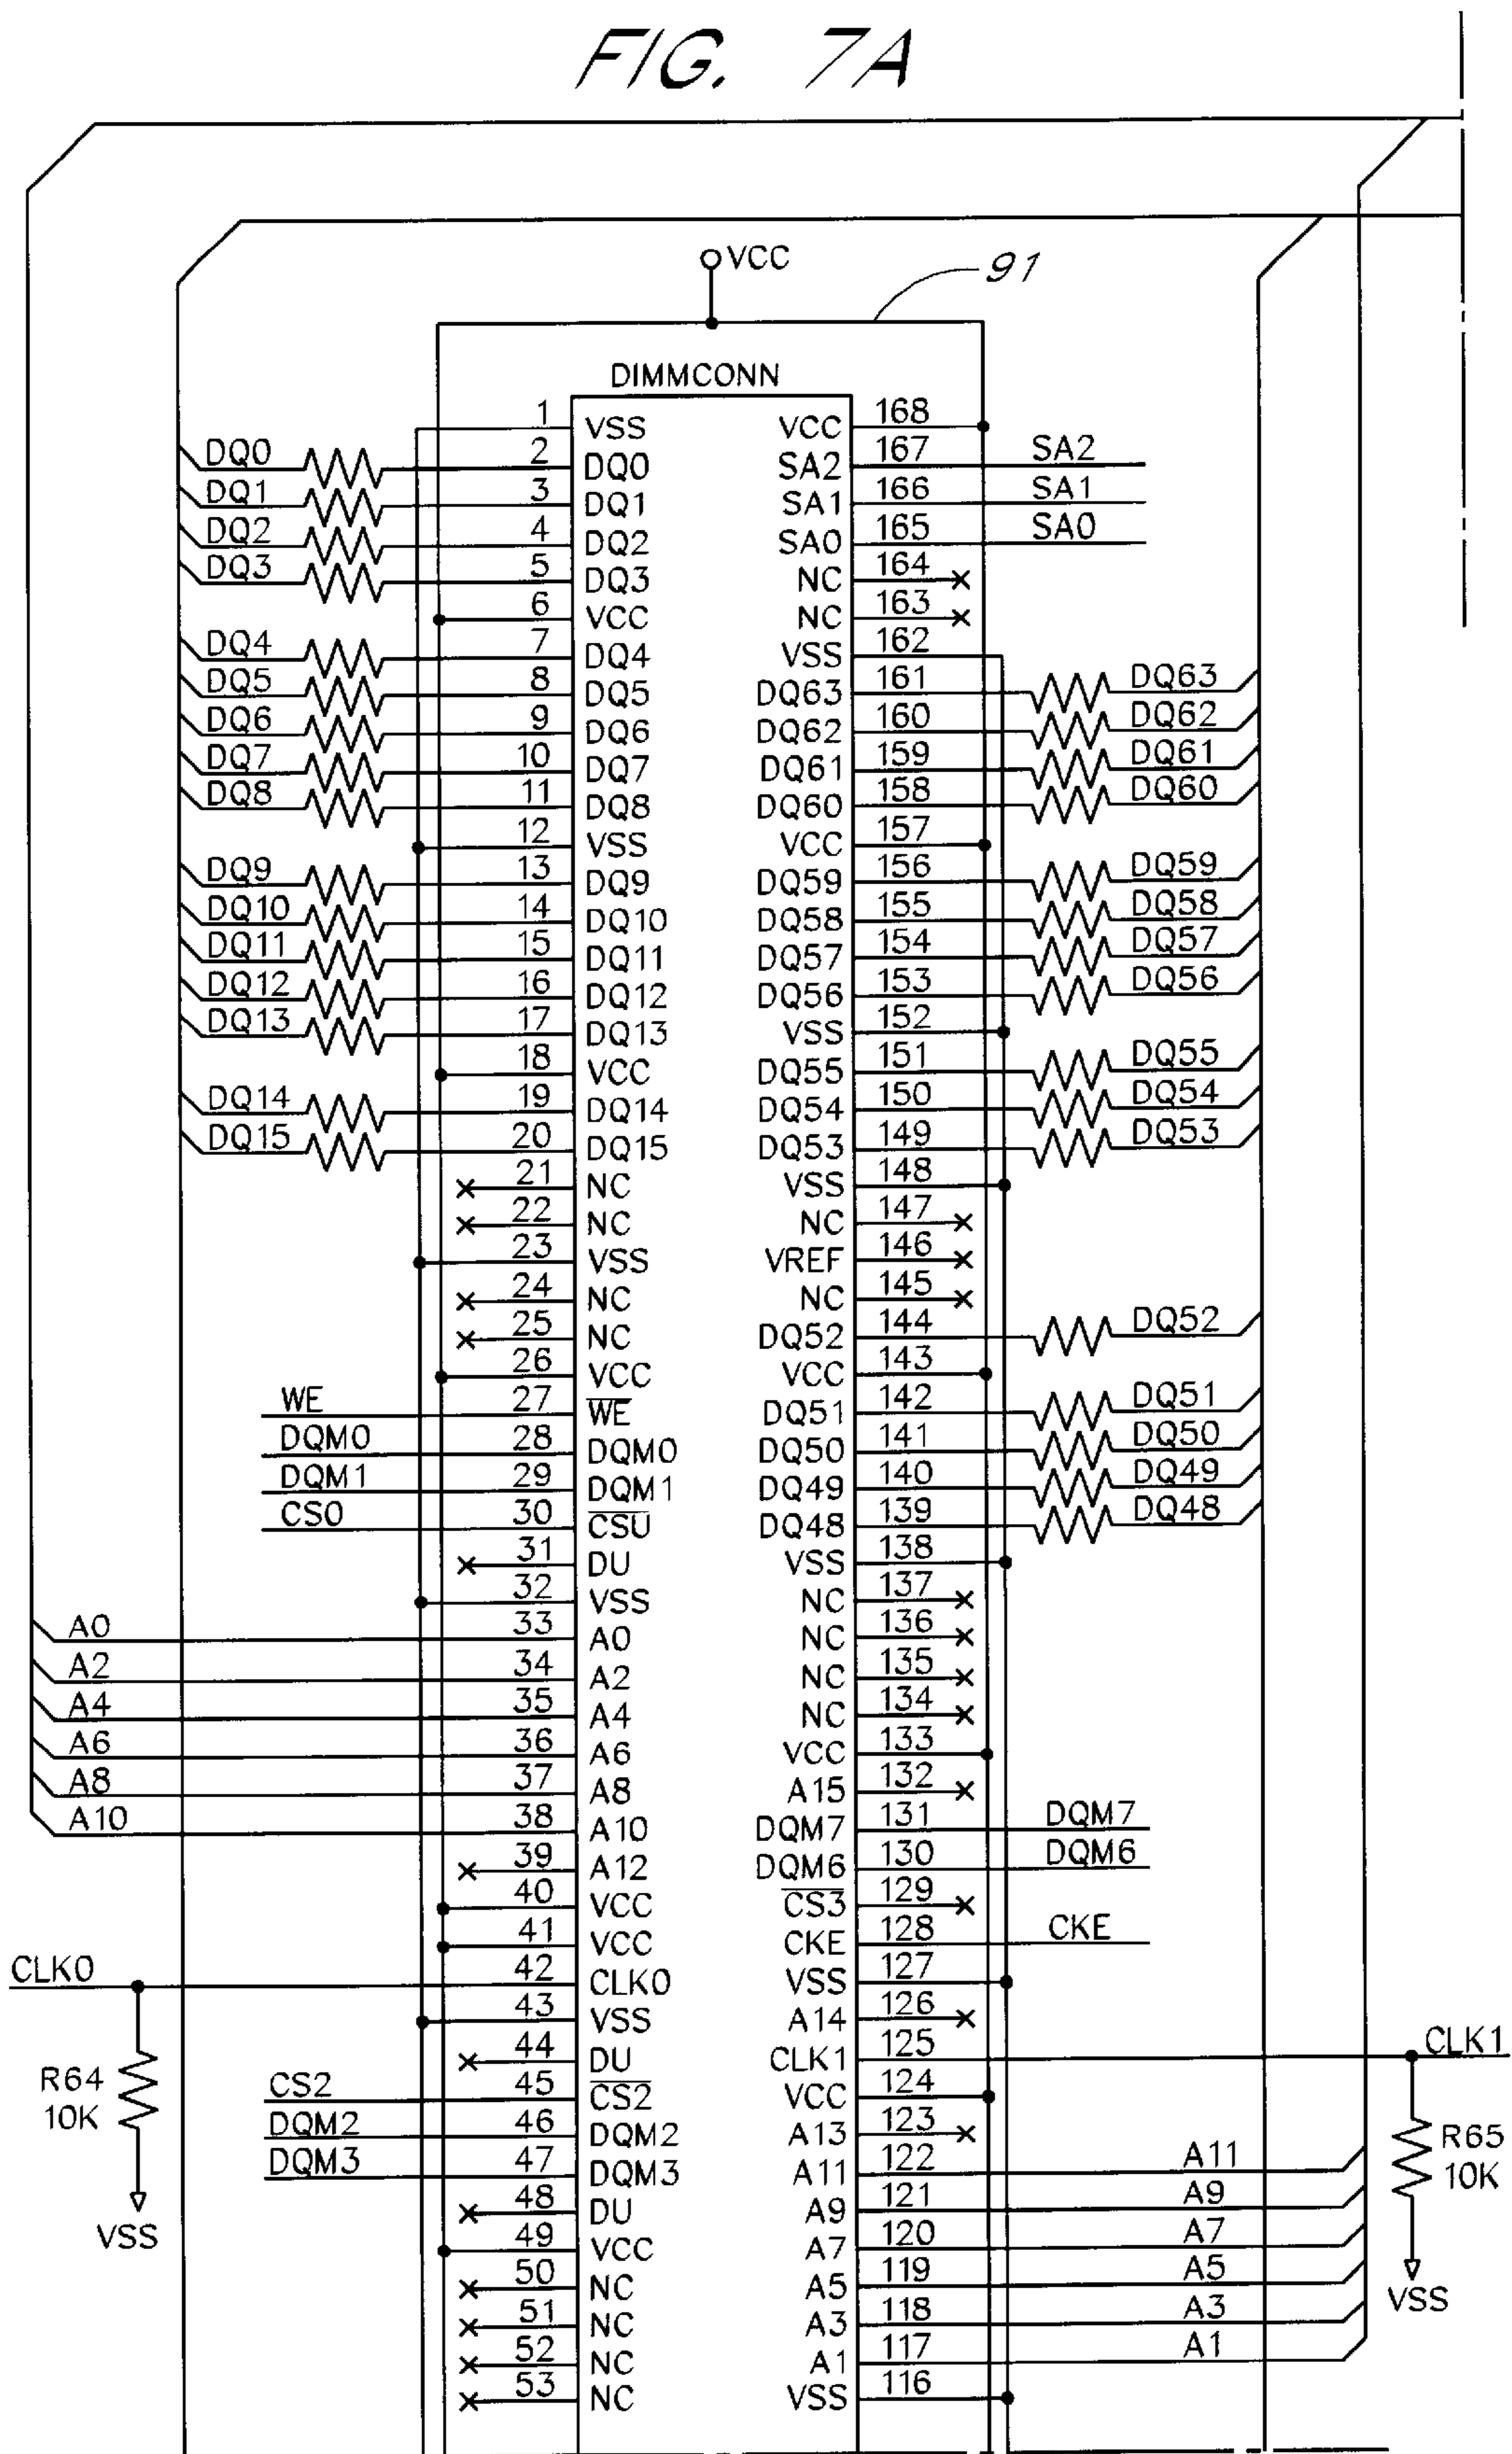 FIG. 7A
VCC
91
DIMMCONN
1 VSS VCC 168
DQ0 2 DQ0 SA2 167 SA2
DQ1 3 DQ1 SA1 166 SA1
DQ2 4 DQ2 SA0 165 SA0
DQ3 5 DQ3 NC 164
6 VCC NC 163
DQ4 7 DQ4 VSS 162
DQ5 8 DQ5 DQ63 161 DQ63
DQ6 9 DQ6 DQ62 160 DQ62
DQ7 10 DQ7 DQ61 159 DQ61
DQ8 11 DQ8 DQ60 158 DQ60
12 VSS VCC 157
DQ9 13 DQ9 DQ59 156 DQ59
DQ10 14 DQ10 DQ58 155 DQ58
DQ11 15 DQ11 DQ57 154 DQ57
DQ12 16 DQ12 DQ56 153 DQ56
DQ13 17 DQ13 VSS 152
18 VCC DQ55 151 DQ55
DQ14 19 DQ14 DQ54 150 DQ54
DQ15 20 DQ15 DQ53 149 DQ53
21 NC VSS 148
22 NC NC 147
23 VSS VREF 146
24 NC NC 145
25 NC DQ52 144 DQ52
26 VCC VCC 143
WE 27 WE DQ51 142 DQ51
DQM0 28 DQM0 DQ50 141 DQ50
DQM1 29 DQM1 DQ49 140 DQ49
CS0 30 CSU DQ48 139 DQ48
31 DU VSS 138
32 VSS NC 137
A0 33 A0 NC 136
A2 34 A2 NC 135
A4 35 A4 NC 134
A6 36 A6 VCC 133
A8 37 A8 A15 132
A10 38 A10 DQM7 131 DQM7
39 A12 DQM6 130 DQM6
40 VCC CS3 129
41 VCC CKE 128 CKE
CLK0 42 CLK0 VSS 127
43 VSS A14 126
44 DU CLK1 125 CLK1
R64 10K
CS2 45 CS2 VCC 124
DQM2 46 DQM2 A13 123
DQM3 47 DQM3 A11 122 A11
R65 10K
48 DU A9 121 A9
VSS
49 VCC A7 120 A7
50 NC A5 119 A5
VSS
51 NC A3 118 A3
52 NC A1 117 A1
53 NC VSS 116